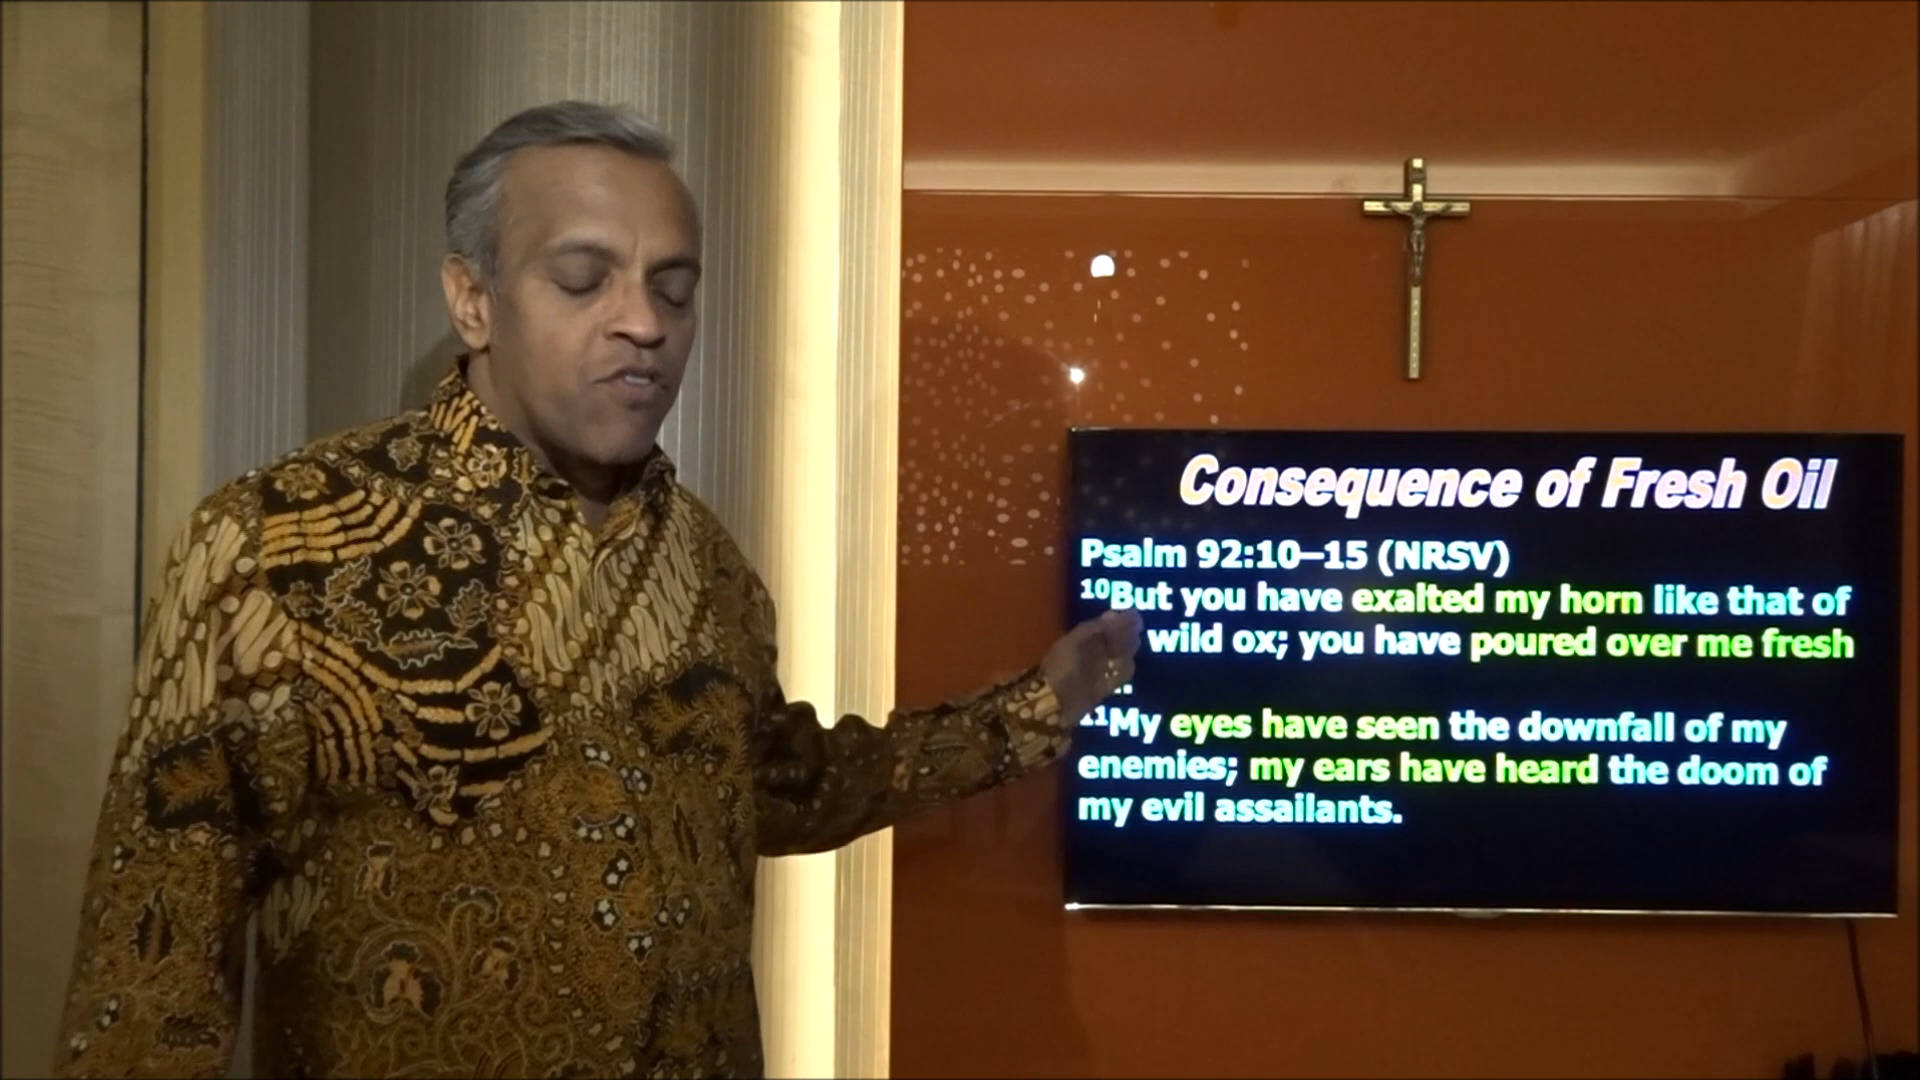 Consequence of Fresh Oil
Psalm 92:10–15 (NRSV)
10But you have exalted my horn like that of
wild ox; you have poured over me fresh
11My eyes have seen the downfall of my
enemies; my ears have heard the doom of
my evil assailants.